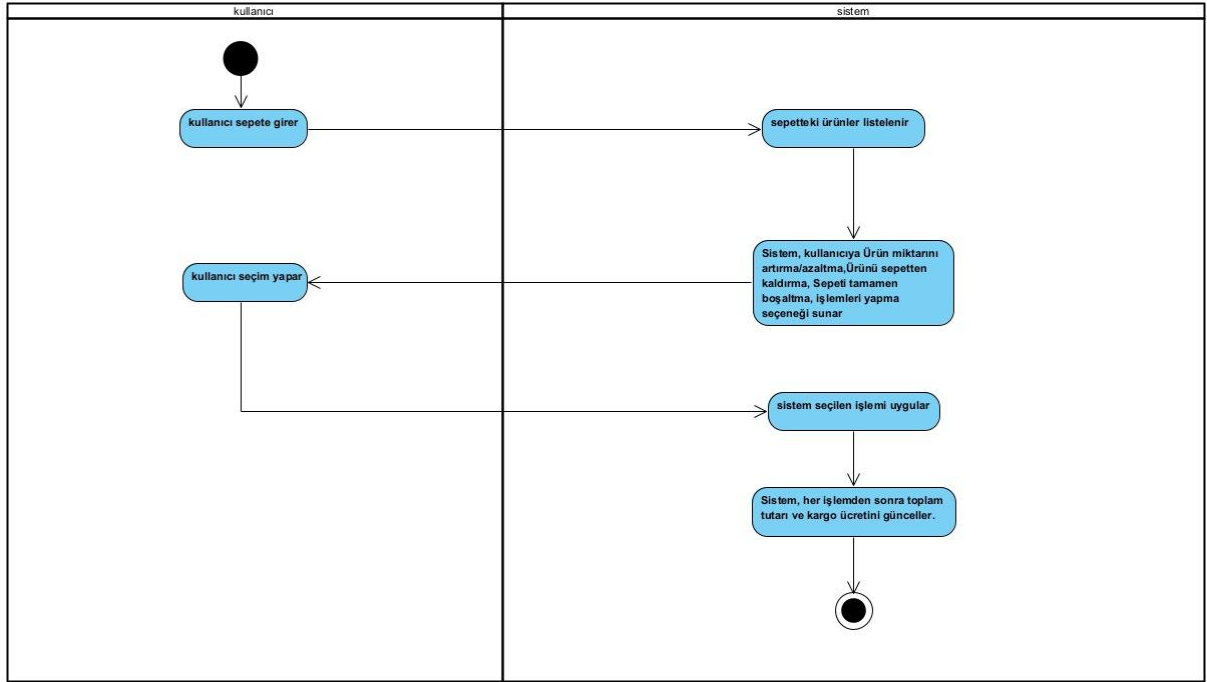 kullanıcı
sistem
kullanıcı sepete girer
sepetteki ürünler listelenir
Sistem, kullanıcıya Ürün miktarını
artırma/azaltma,Ürünü sepetten
kaldırma, Sepeti tamamen
boşaltma, işlemleri yapma
seçeneği sunar
kullanıcı seçim yapar
sistem seçilen işlemi uygular
Sistem, her işlemden sonra toplam
tutarı ve kargo ücretini günceller.